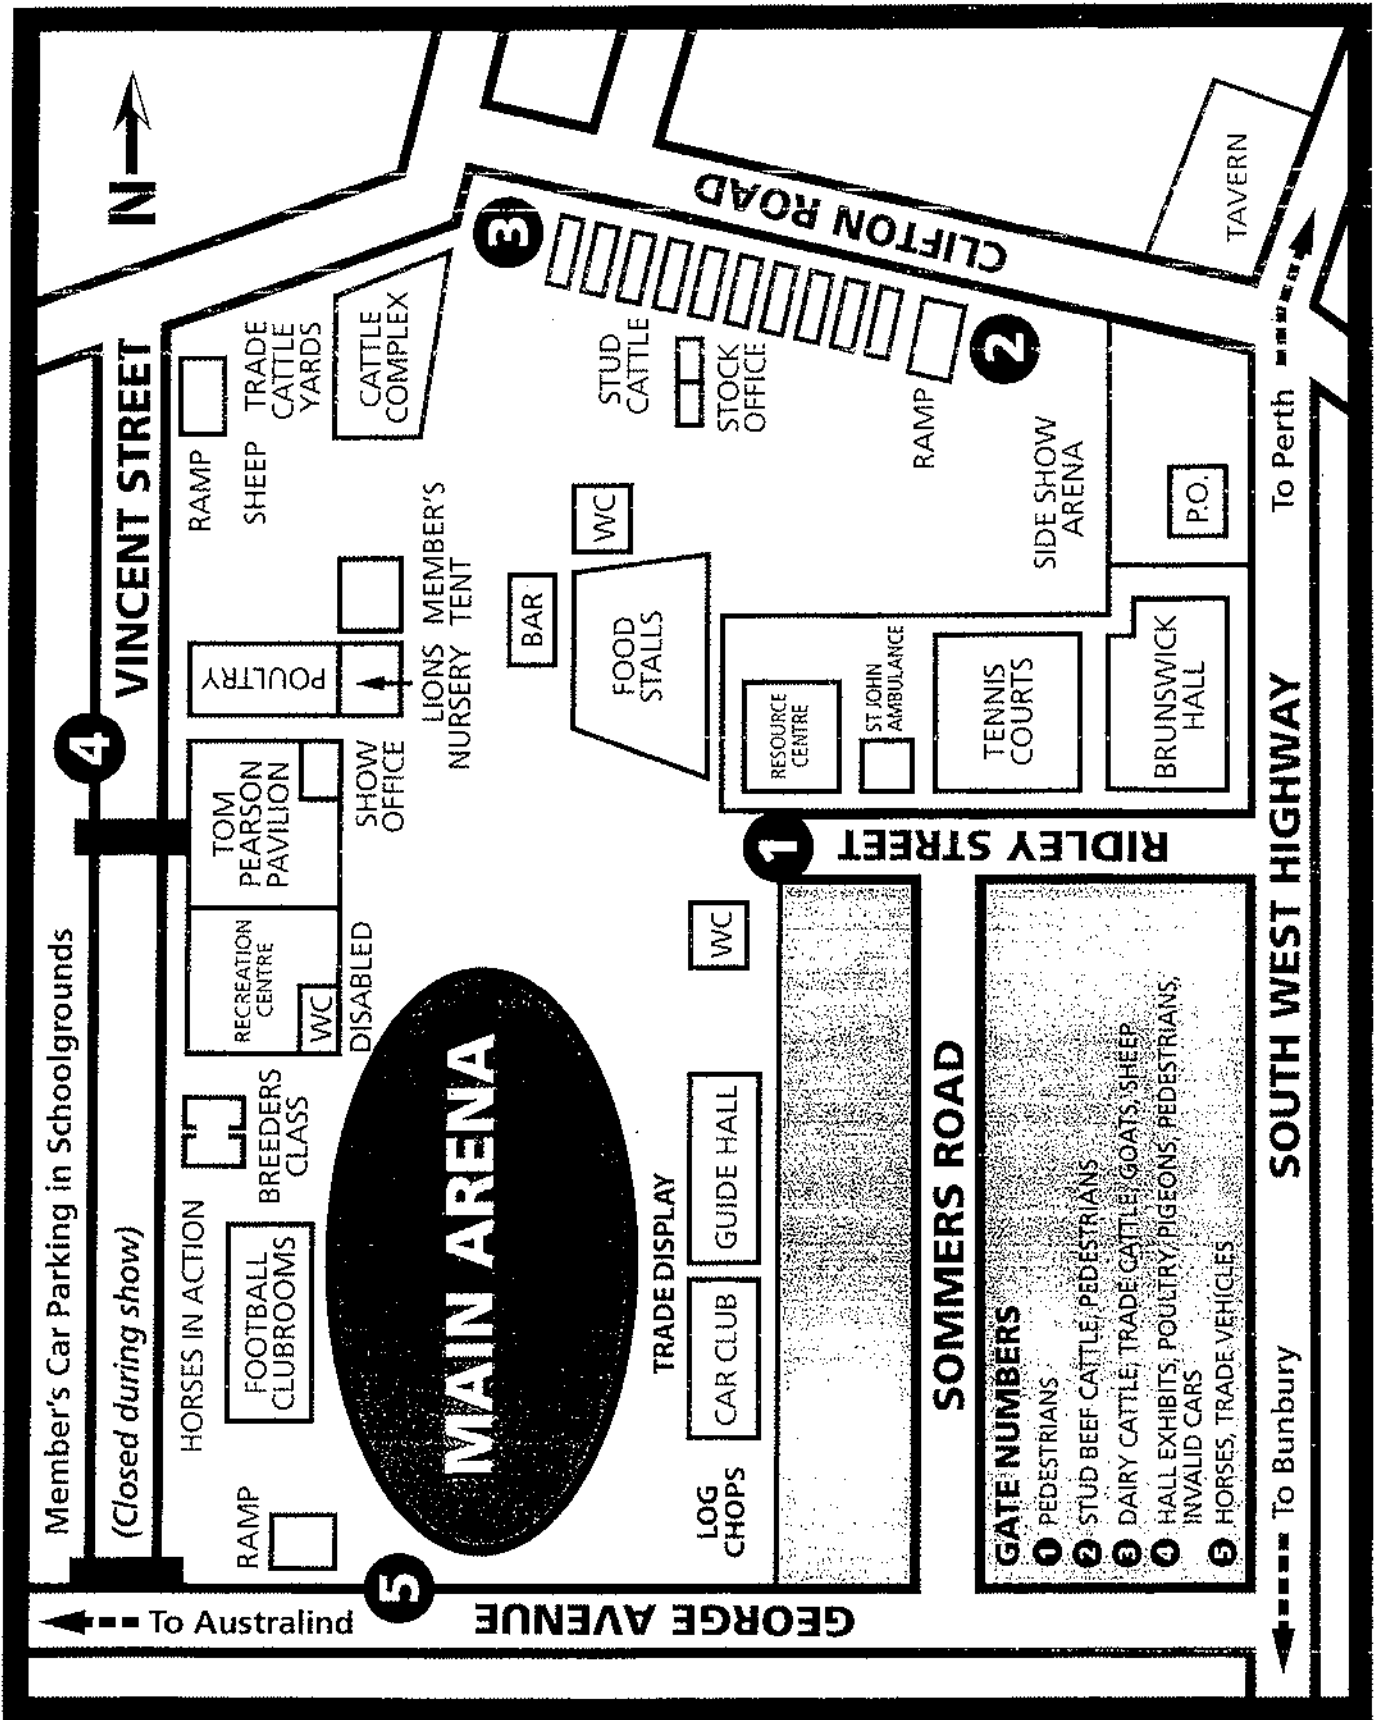 Member's Car Parking in Schoolgrounds
VINCENT STREET
(Closed during show)
4
N
To Australind
5
GEORGE AVENUE
RAMP
HORSES IN ACTION
FOOTBALL
CLUBROOMS
BREEDERS
CLASS
RECREATION
CENTRE
WC
DISABLED
TOM
PEARSON
PAVILION
SHOW
OFFICE
POULTRY
LIONS
NURSERY
MEMBER'S
TENT
RAMP
SHEEP
TRADE
CATTLE
YARDS
CATTLE
COMPLEX
3
MAIN ARENA
BAR
WC
FOOD
STALLS
STUD
CATTLE
STOCK
OFFICE
CLIFTON ROAD
RAMP
2
SIDE SHOW
ARENA
TAVERN
LOG
CHOPS
TRADE DISPLAY
CAR CLUB
GUIDE HALL
WC
1
RIDLEY STREET
RESOURCE
CENTRE
ST JOHN
AMBULANCE
TENNIS
COURTS
BRUNSWICK
HALL
P.O.
SOMMERS ROAD
GATE NUMBERS
1 PEDESTRIANS
2 STUD BEEF CATTLE, PEDESTRIANS
3 DAIRY CATTLE, TRADE CATTLE, GOATS, SHEEP
4 HALL EXHIBITS, POULTRY, PIGEONS, PEDESTRIANS,
INVALID CARS
5 HORSES, TRADE VEHICLES
To Bunbury
SOUTH WEST HIGHWAY
To Perth